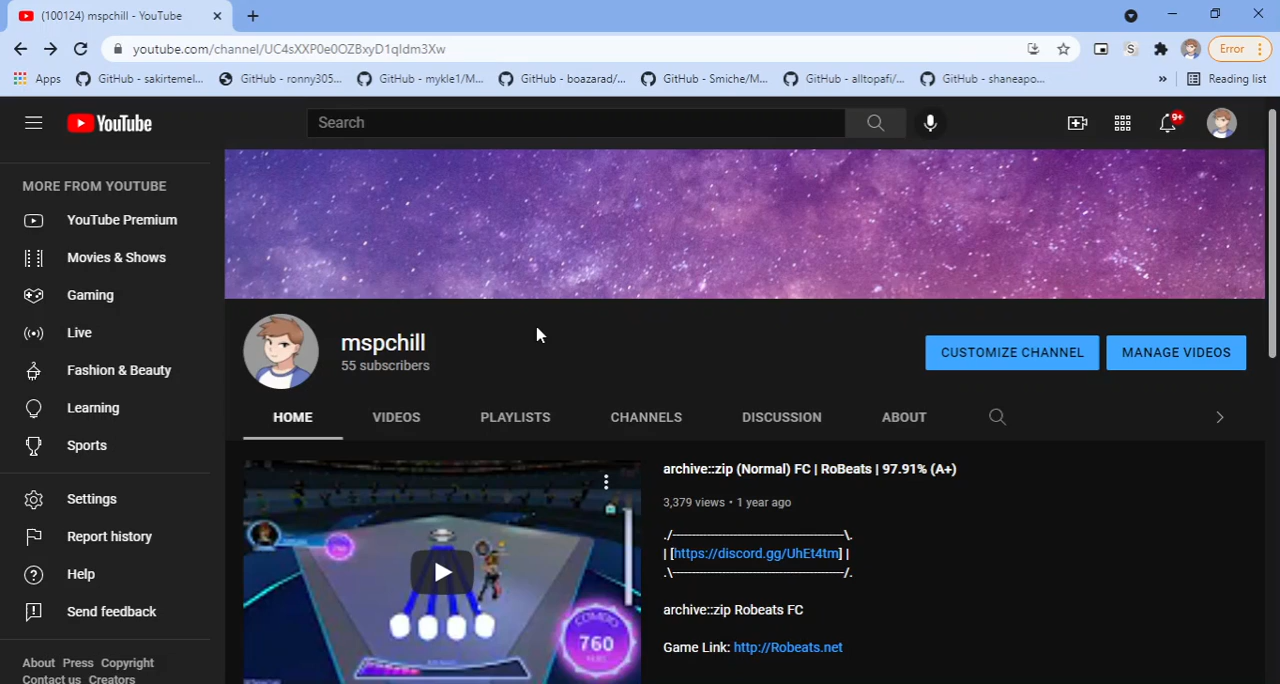 (100124) mspchill - YouTube
youtube.com/channel/UC4sXXP0e0OZBxyD1qIdm3Xw
Error
Apps GitHub - sakirtemel... GitHub - ronny305... GitHub - mykle1/M... GitHub - boazarad/... GitHub - Smiche/M... GitHub - alltopafi/... GitHub - shaneapo... » Reading list
YouTube
Search
9+
MORE FROM YOUTUBE
YouTube Premium
Movies & Shows
Gaming
Live
Fashion & Beauty
Learning
Sports
Settings
Report history
Help
Send feedback
About Press Copyright
Contact us Creators
mspchill
55 subscribers
CUSTOMIZE CHANNEL
MANAGE VIDEOS
HOME VIDEOS PLAYLISTS CHANNELS DISCUSSION ABOUT
COMBO
760
archive::zip (Normal) FC | RoBeats | 97.91% (A+)
3,379 views • 1 year ago
./----------------------------------------\.
| [https://discord.gg/UhEt4tm] |
.\----------------------------------------/.
archive::zip Robeats FC
Game Link: http://Robeats.net